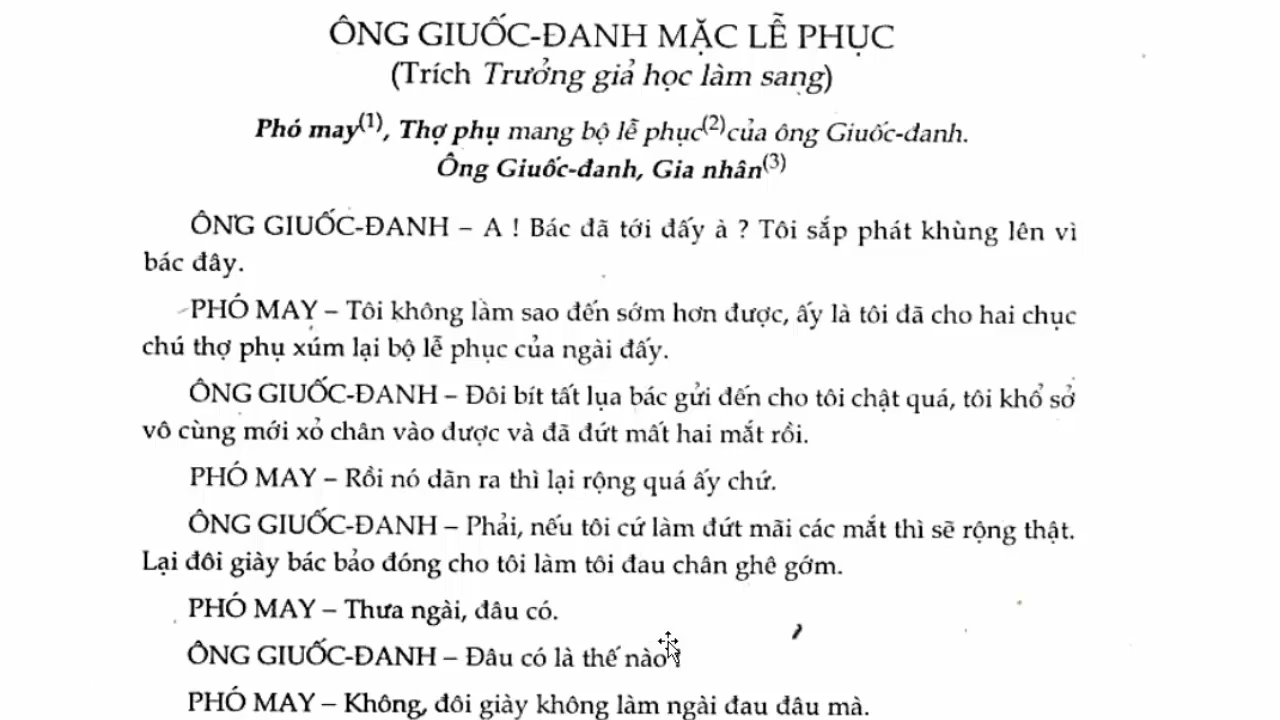 ÔNG GIUỐC-ĐANH MẶC LỄ PHỤC
(Trích Trưởng giả học làm sang)
Phó may(1), Thợ phụ mang bộ lễ phục(2) của ông Giuốc-đanh.
Ông Giuốc-đanh, Gia nhân(3)
ÔNG GIUỐC-ĐANH – A ! Bác đã tới đấy à ? Tôi sắp phát khùng lên vì
bác đây.
PHÓ MAY – Tôi không làm sao đến sớm hơn được, ấy là tôi đã cho hai chục
chú thợ phụ xúm lại bộ lễ phục của ngài đấy.
ÔNG GIUỐC-ĐANH – Đôi bít tất lụa bác gửi đến cho tôi chật quá, tôi khổ sở
vô cùng mới xỏ chân vào được và đã đứt mất hai mắt rồi.
PHÓ MAY – Rồi nó dãn ra thì lại rộng quá ấy chứ.
ÔNG GIUỐC-ĐANH – Phải, nếu tôi cứ làm đứt mãi các mắt thì sẽ rộng thật.
Lại đôi giày bác bảo đóng cho tôi làm tôi đau chân ghê gớm.
PHÓ MAY – Thưa ngài, đâu có.
ÔNG GIUỐC-ĐANH – Đâu có là thế nào !
PHÓ MAY – Không, đôi giày không làm ngài đau đâu mà.